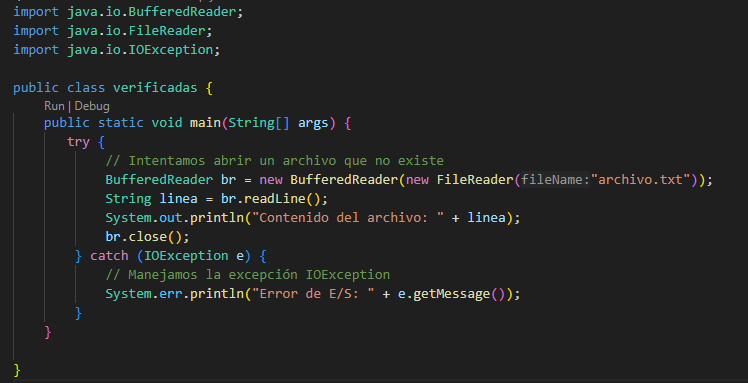 import java.io.BufferedReader;
import java.io.FileReader;
import java.io.IOException;
public class verificadas {
Run | Debug
public static void main(String[] args) {
try {
// Intentamos abrir un archivo que no existe
BufferedReader br = new BufferedReader(new FileReader(fileName:"archivo.txt"));
String linea = br.readLine();
System.out.println("Contenido del archivo: " + linea);
br.close();
} catch (IOException e) {
// Manejamos la excepción IOException
System.err.println("Error de E/S: " + e.getMessage());
}
}
}